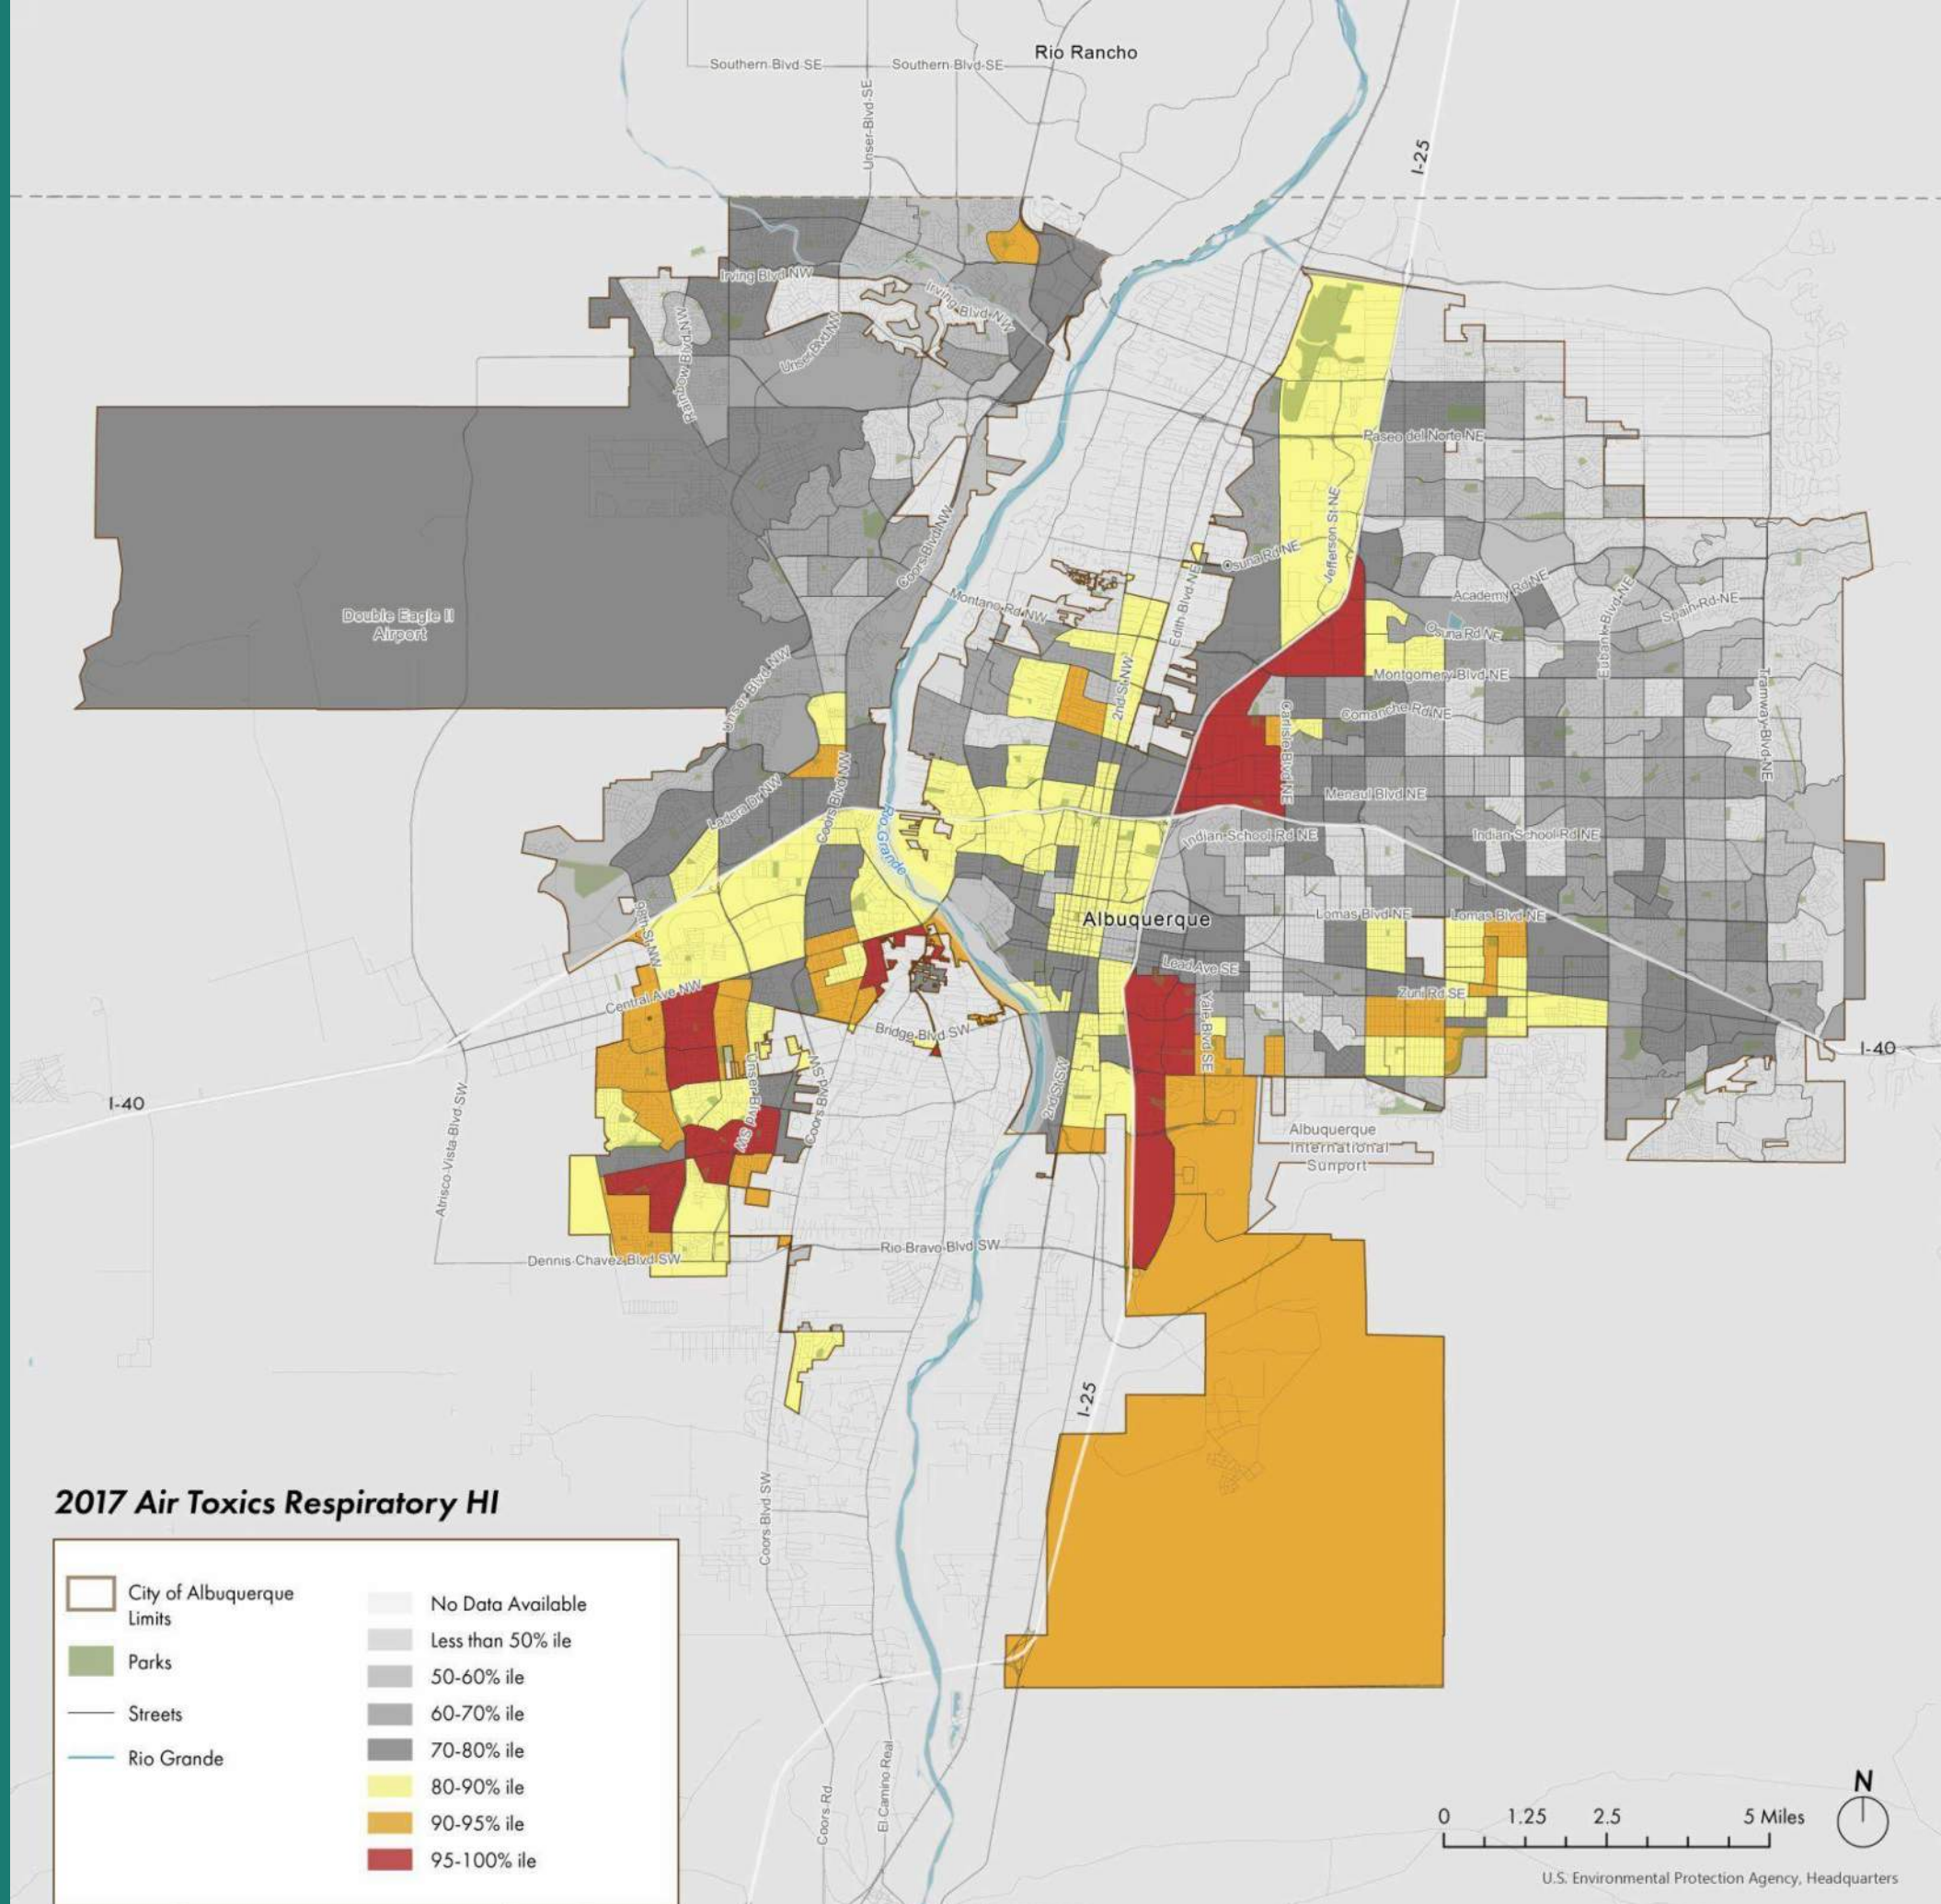 Rio Rancho
Southern Blvd SE
Southern Blvd SE
Unser Blvd SE
I-25
Irving Blvd NW
Irving Blvd NW
Rainbow Blvd NW
Unser Blvd NW
Paseo del Norte NE
Jefferson St NE
Coors Blvd NW
Osuna Rd NE
Edith Blvd NE
Montano Rd NW
Academy Rd NE
Eubank Blvd NE
Spain Rd NE
Osuna Rd NE
Double Eagle II
Airport
Unser Blvd NW
2nd St NW
Montgomery Blvd NE
Tramway Blvd NE
Carlisle Blvd NE
Comanche Rd NE
Ladera Dr NW
Coors Blvd NW
Rio Grande
Menaul Blvd NE
Indian School Rd NE
Indian School Rd NE
98th St NW
Albuquerque
Lomas Blvd NE
Lomas Blvd NE
Lead Ave SE
Central Ave NW
Yale Blvd SE
Zuni Rd SE
Bridge Blvd SW
I-40
I-40
Unser Blvd SW
Coors Blvd SW
2nd St SW
Atrisco Vista Blvd SW
Albuquerque
International
Sunport
Rio Bravo Blvd SW
Dennis Chavez Blvd SW
I-25
Coors Blvd SW
Coors Rd
El Camino Real
2017 Air Toxics Respiratory HI
City of Albuquerque
Limits
Parks
Streets
Rio Grande
No Data Available
Less than 50% ile
50-60% ile
60-70% ile
70-80% ile
80-90% ile
90-95% ile
95-100% ile
N
0 1.25 2.5 5 Miles
U.S. Environmental Protection Agency, Headquarters